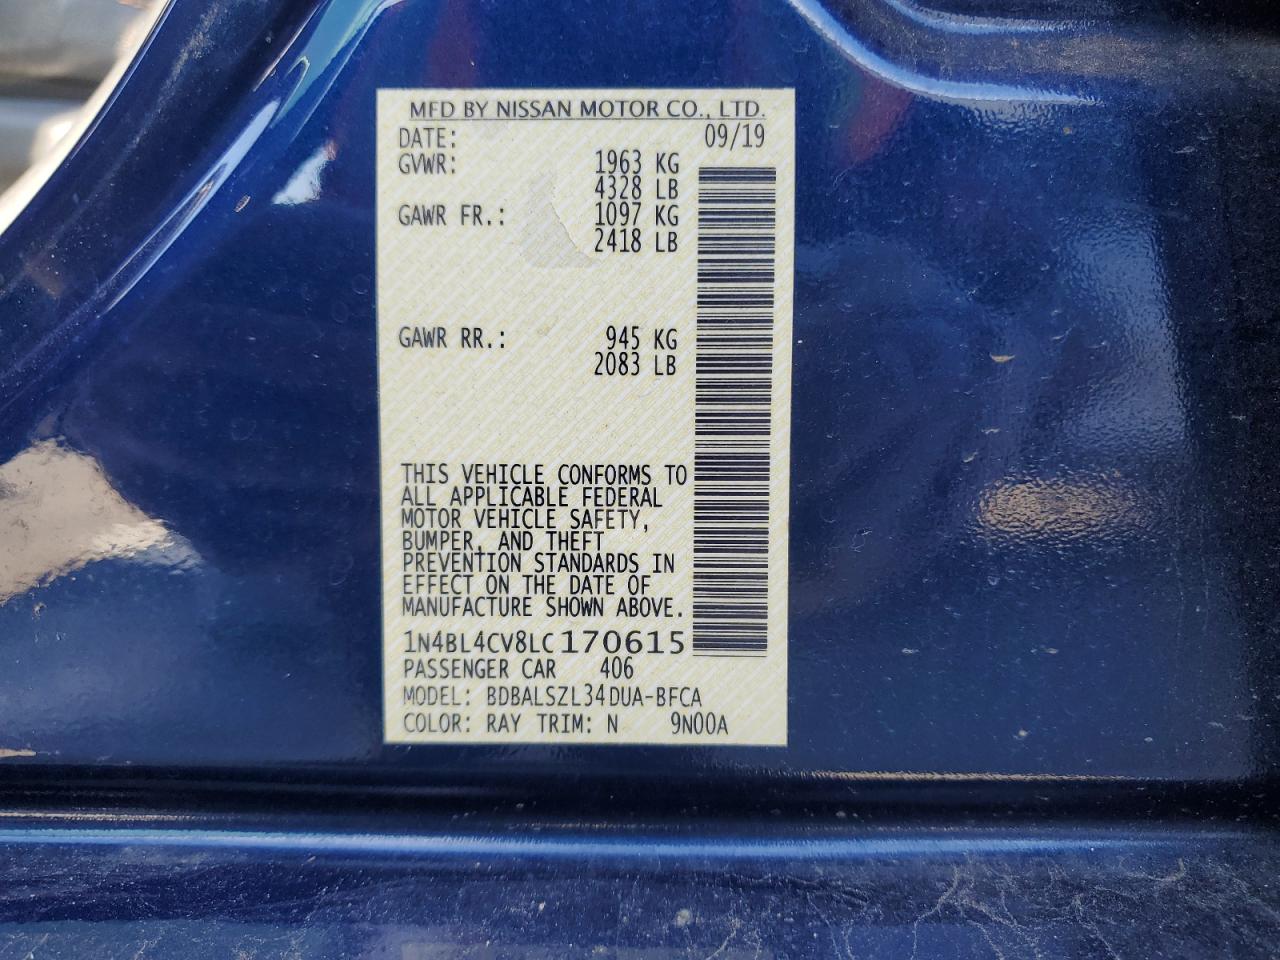 MFD BY NISSAN MOTOR CO., LTD.
DATE: 09/19
GVWR: 1963 KG
4328 LB
GAWR FR.: 1097 KG
2418 LB
GAWR RR.: 945 KG
2083 LB
THIS VEHICLE CONFORMS TO
ALL APPLICABLE FEDERAL
MOTOR VEHICLE SAFETY,
BUMPER, AND THEFT
PREVENTION STANDARDS IN
EFFECT ON THE DATE OF
MANUFACTURE SHOWN ABOVE.
1N4BL4CV8LC170615
PASSENGER CAR 406
MODEL: BDBALSZL34DUA-BFCA
COLOR: RAY TRIM: N 9N00A